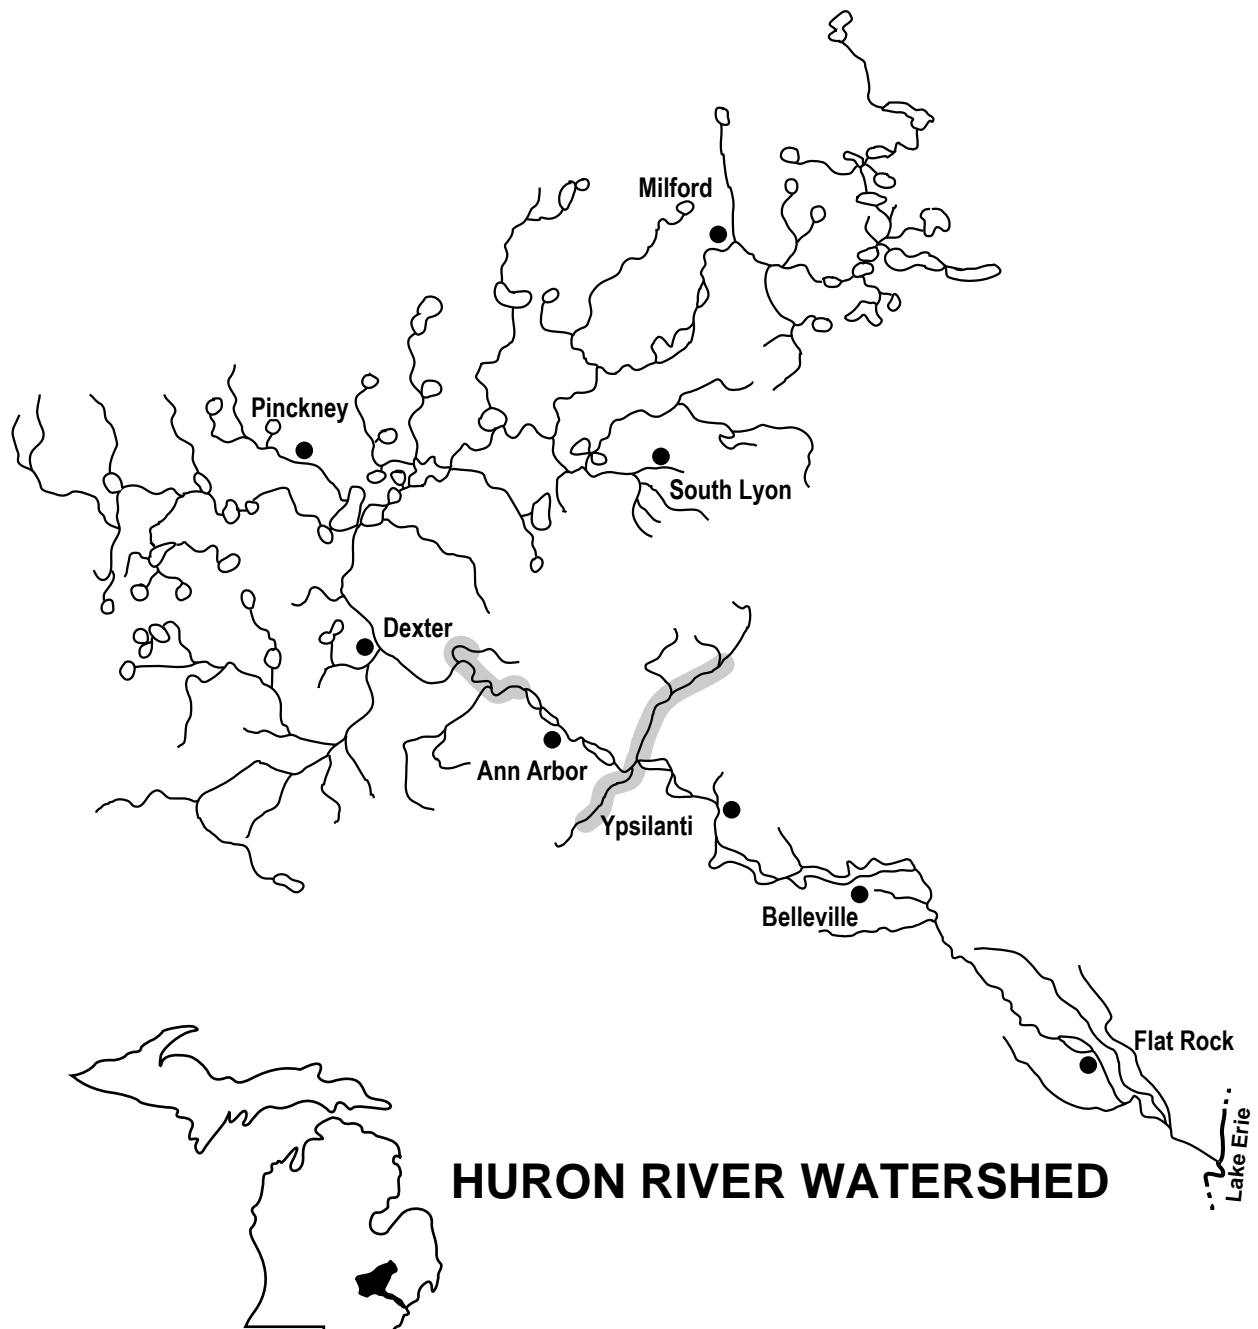 Milford
Pinckney
South Lyon
Dexter
Ann Arbor
Ypsilanti
Belleville
Flat Rock
Lake Erie
HURON RIVER WATERSHED